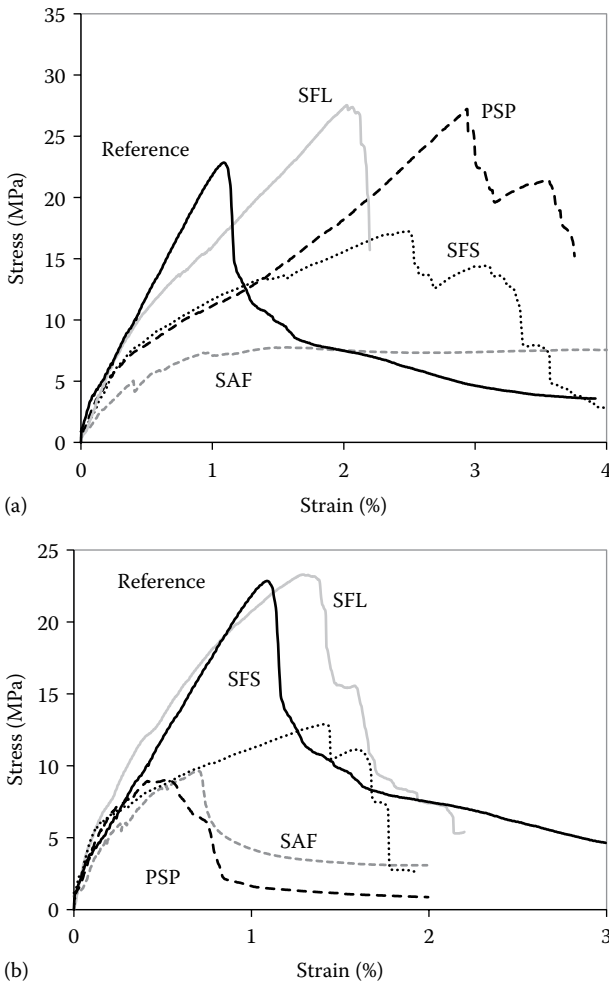 35
30
25
20
15
10
5
0
Stress (MPa)
Reference
SFL
PSP
SFS
SAF
0 1 2 3 4
(a)
Strain (%)
25
20
15
10
5
0
Stress (MPa)
Reference
SFL
SFS
SAF
PSP
0 1 2 3
(b)
Strain (%)